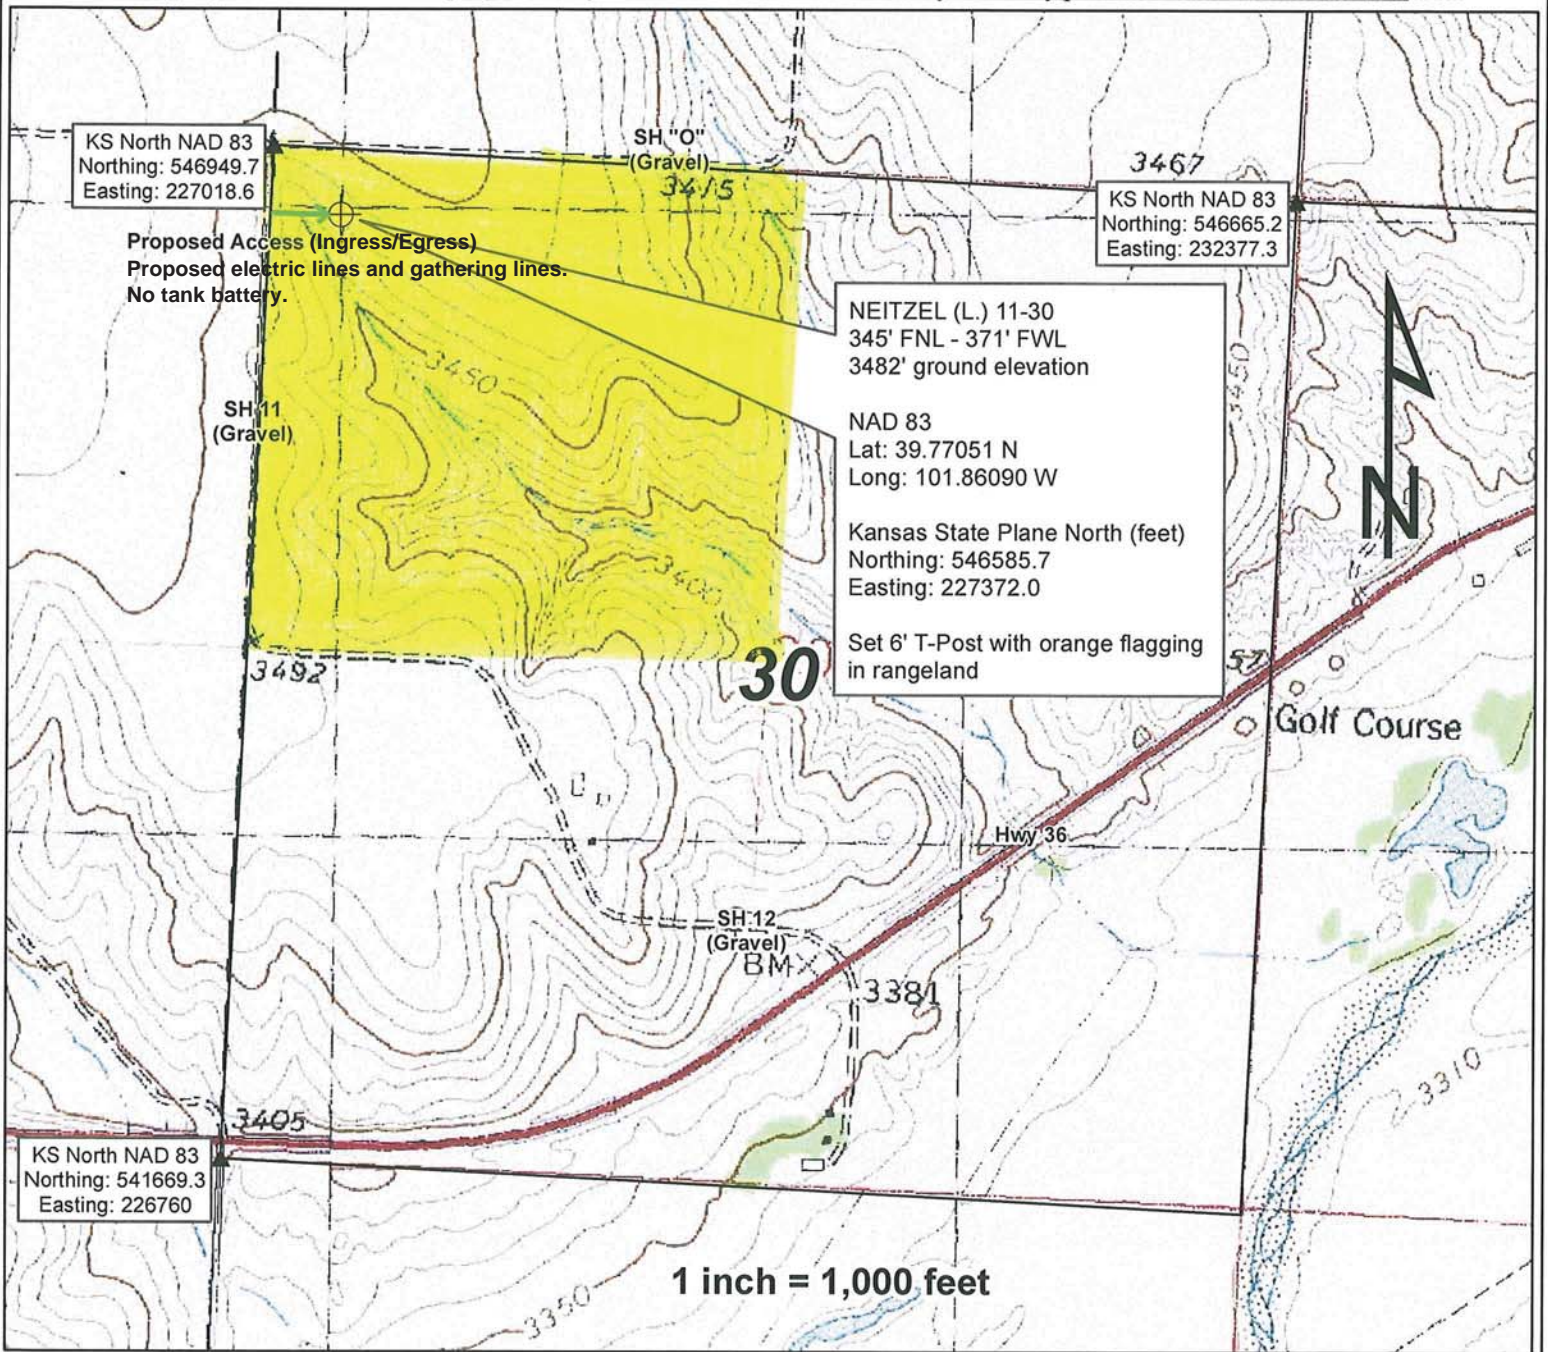 KS North NAD 83
Northing: 546949.7
Easting: 227018.6
SH "O"
(Gravel)
3415
3467
KS North NAD 83
Northing: 546665.2
Easting: 232377.3
Proposed Access (Ingress/Egress)
Proposed electric lines and gathering lines.
No tank battery.
NEITZEL (L.) 11-30
345' FNL - 371' FWL
3482' ground elevation
NAD 83
Lat: 39.77051 N
Long: 101.86090 W
Kansas State Plane North (feet)
Northing: 546585.7
Easting: 227372.0
Set 6' T-Post with orange flagging
in rangeland
3450
3450
SH 11
(Gravel)
N
3400
3492
30
57
Golf Course
Hwy 36
SH 12
(Gravel)
BM
3381
3310
3405
KS North NAD 83
Northing: 541669.3
Easting: 226760
1 inch = 1,000 feet
3350